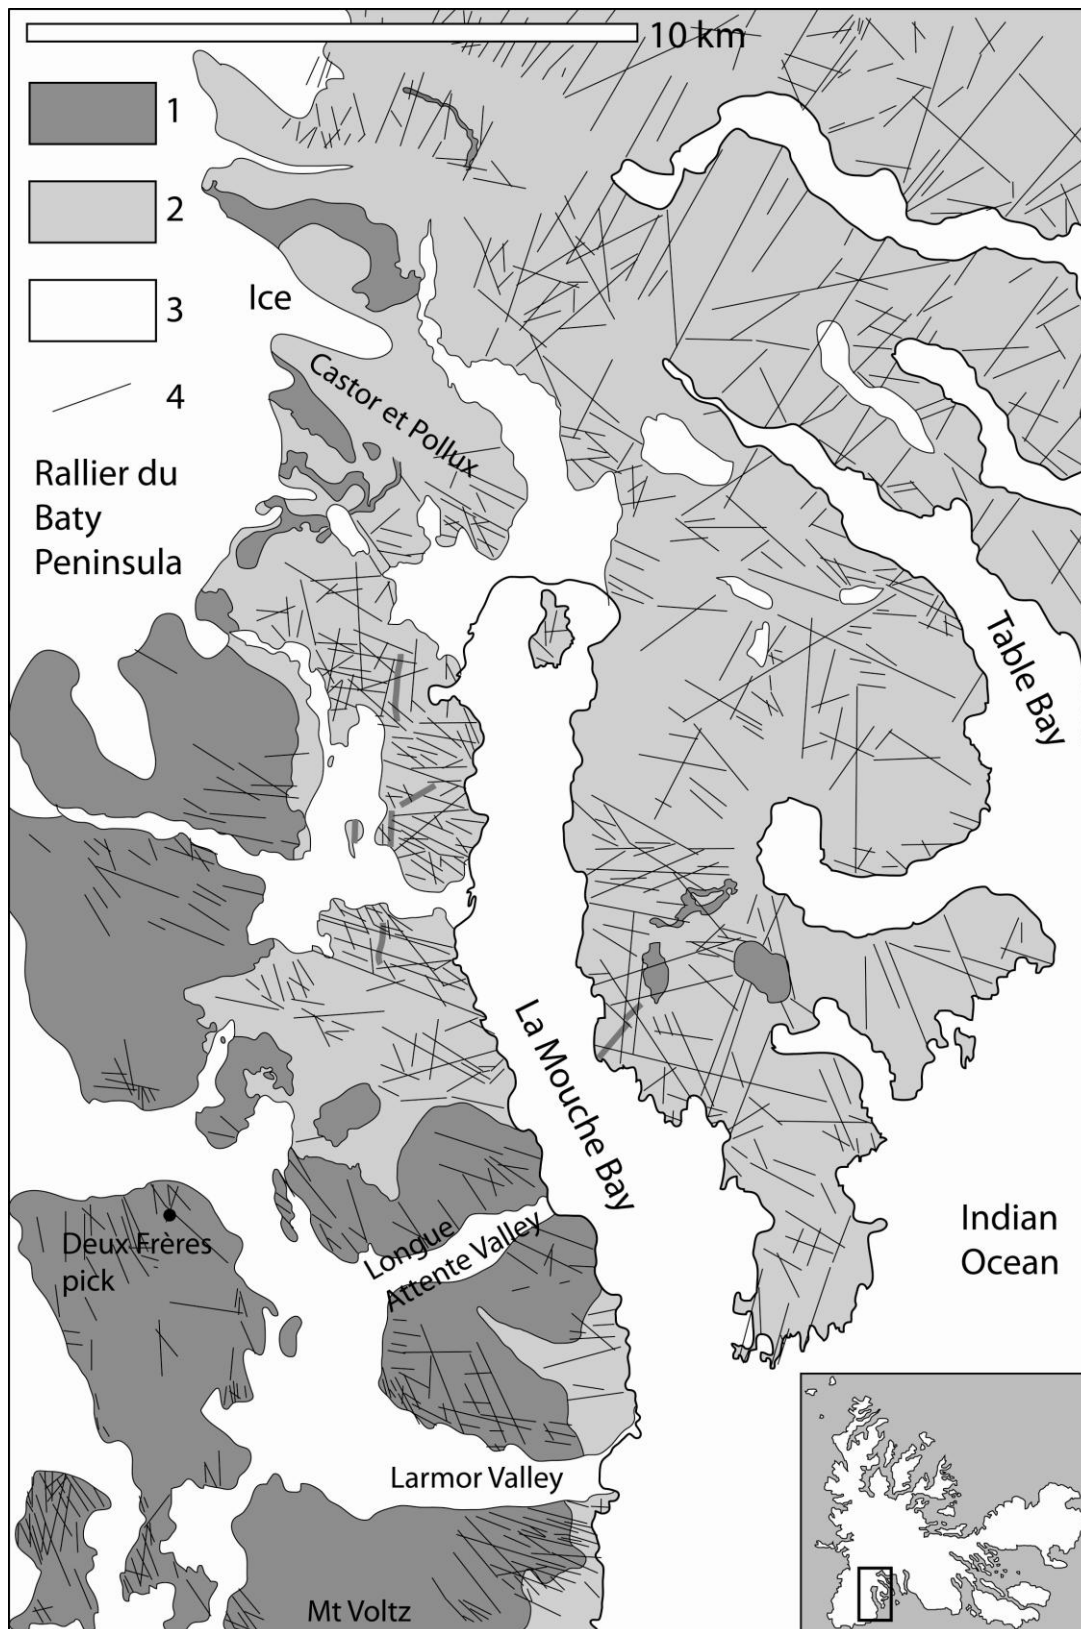 10 km
1
2
3
Ice
4
Castor et Pollux
Rallier du
Baty
Peninsula
Table Bay
La Mouche Bay
Deux Frères
pick
Longue
Attente Valley
Indian
Ocean
Larmor Valley
Mt Voltz